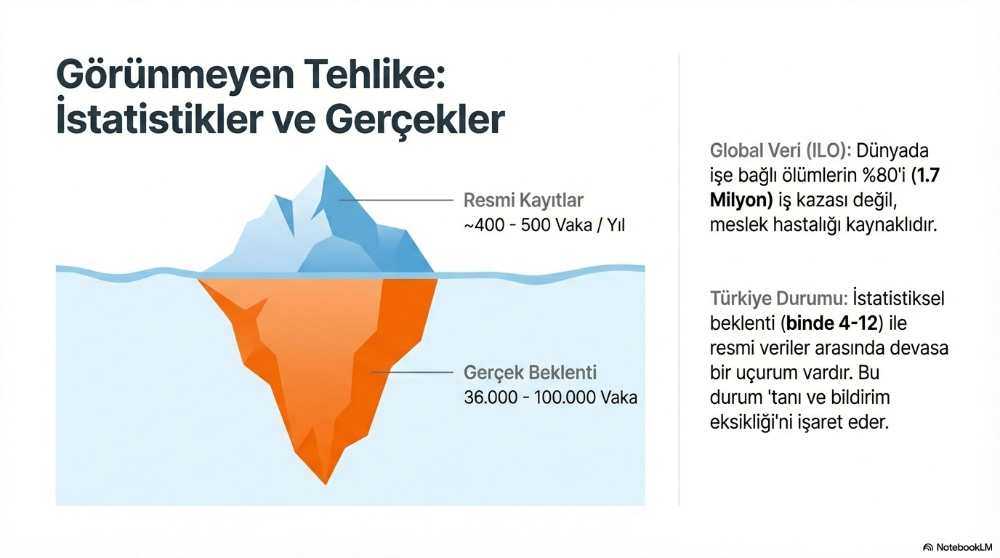 Görünmeyen Tehlike:
İstatistikler ve Gerçekler
Resmi Kayıtlar
~400 - 500 Vaka / Yıl
Gerçek Beklenti
36.000 - 100.000 Vaka
Global Veri (ILO): Dünyada
işe bağlı ölümlerin %80'i (1.7
Milyon) iş kazası değil,
meslek hastalığı kaynaklıdır.
Türkiye Durumu: İstatistiksel
beklenti (binde 4-12) ile
resmi veriler arasında devasa
bir uçurum vardır. Bu
durum 'tanı ve bildirim
eksikliği'ni işaret eder.
NotebookLM